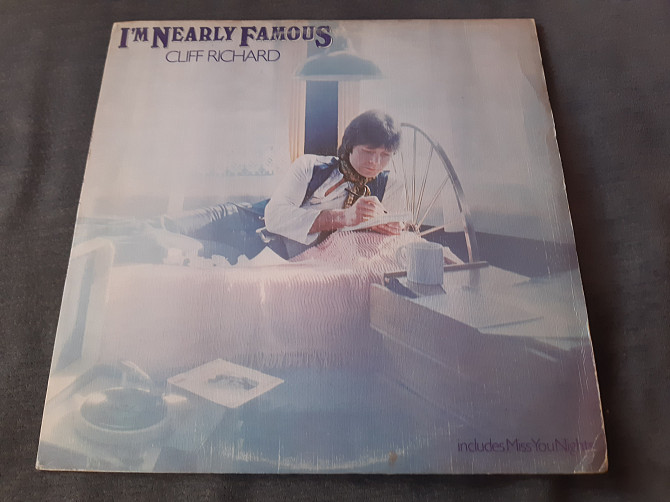 I'M NEARLY FAMOUS
CLIFF RICHARD
includes Miss You Nights